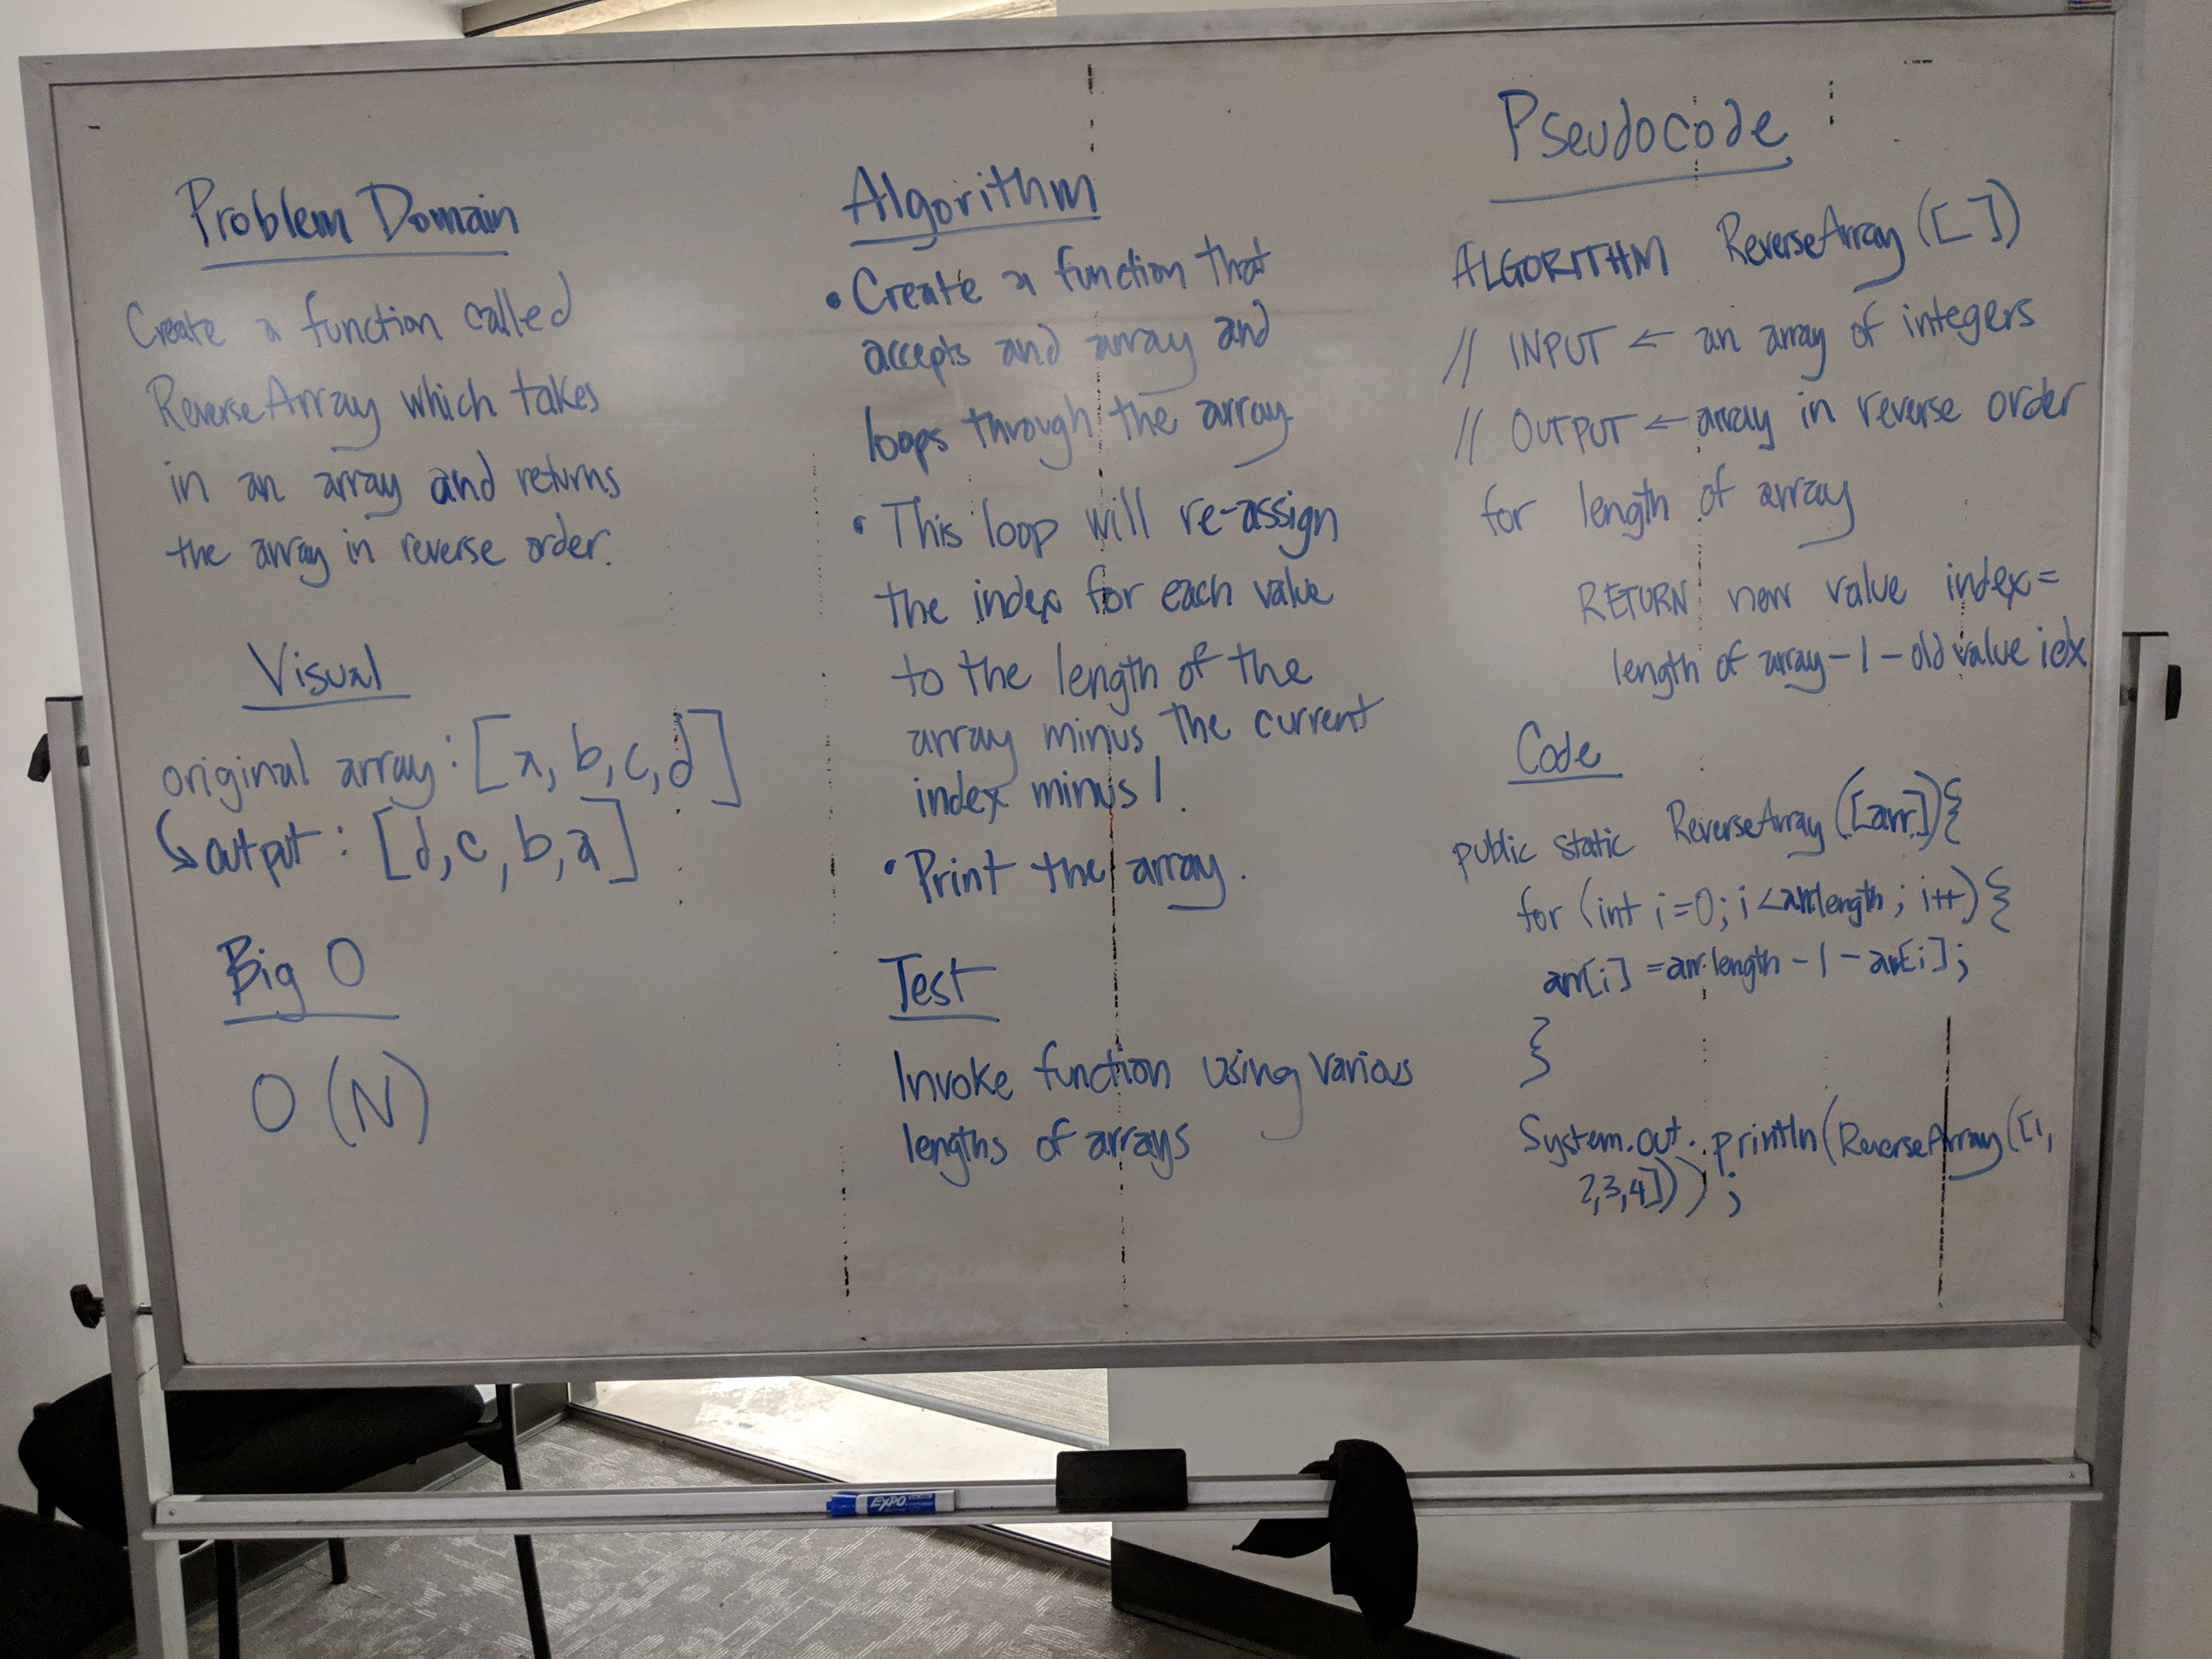 Problem Domain
Create a function called
ReverseArray which takes
in an array and returns
the array in reverse order.
Visual
original array: [a, b, c, d]
output: [d, c, b, a]
Big O
O(N)
Algorithm
• Create a function that
accepts and array and
loops through the array.
• This loop will re-assign
the index for each value
to the length of the
array minus the current
index minus 1.
• Print the array.
Test
Invoke function using various
lengths of arrays
Pseudocode
ALGORITHM ReverseArray ([ ])
// INPUT ← an array of integers
// OUTPUT ← array in reverse order
for length of array
RETURN new value index =
length of array - 1 - old value idx
Code
public static ReverseArray ([arr]){
for (int i=0; i<arr.length; i++){
arr[i] = arr.length - 1 - arr[i];
}
System.out.println(ReverseArray([1,
2,3,4]));
EXPO